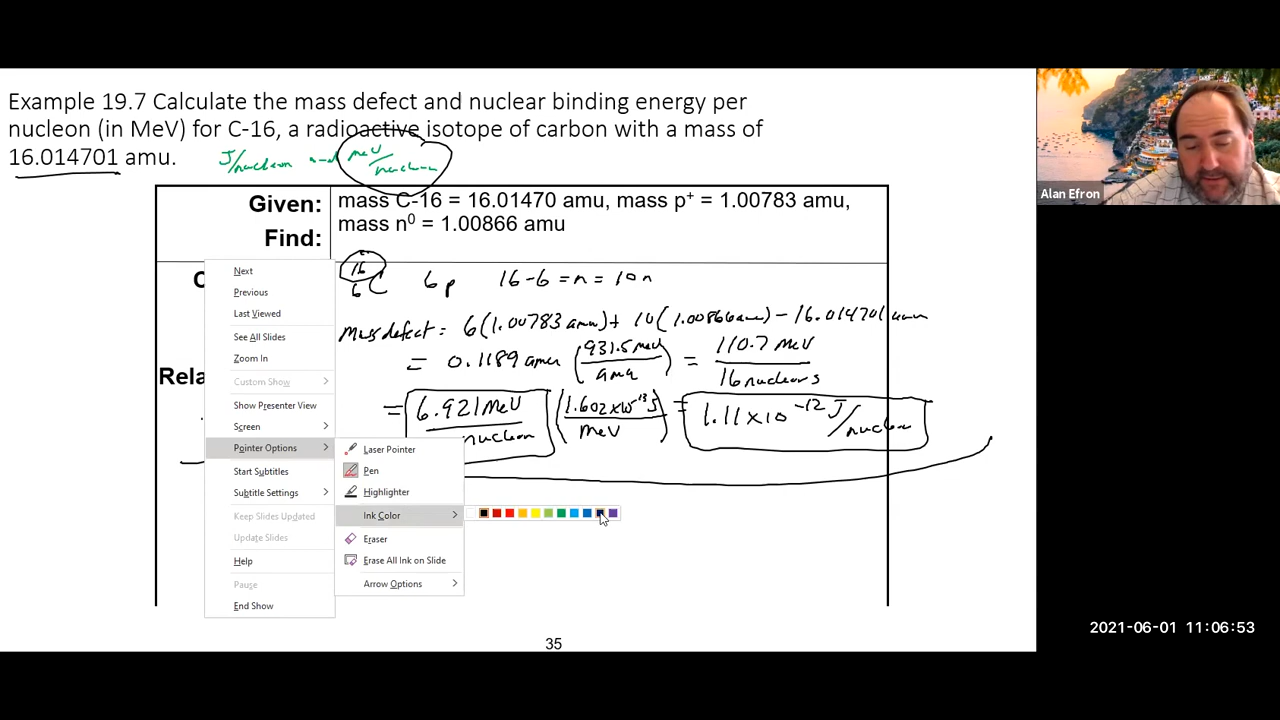 Example 19.7 Calculate the mass defect and nuclear binding energy per
nucleon (in MeV) for C-16, a radioactive isotope of carbon with a mass of
16.014701 amu.
J/nucleon and MeV/nucleon
Given:
mass C-16 = 16.01470 amu, mass p⁺ = 1.00783 amu,
mass n⁰ = 1.00866 amu
Find:
16
6 C 6p 16-6 = n = 10n
Mass defect = 6(1.00783 amu) + 10(1.00866amu) - 16.014701 amu
= 0.1189 amu (931.5 MeV/amu) = 110.7 MeV/16 nucleons
Rela
= 6.921 MeV/nucleon (1.602x10⁻¹³J/MeV) = 1.11x10⁻¹² J/nucleon
Next
Previous
Last Viewed
See All Slides
Zoom In
Custom Show
Show Presenter View
Screen
Pointer Options
Start Subtitles
Subtitle Settings
Keep Slides Updated
Update Slides
Help
Pause
End Show
Laser Pointer
Pen
Highlighter
Ink Color
Eraser
Erase All Ink on Slide
Arrow Options
35
Alan Efron
2021-06-01 11:06:53